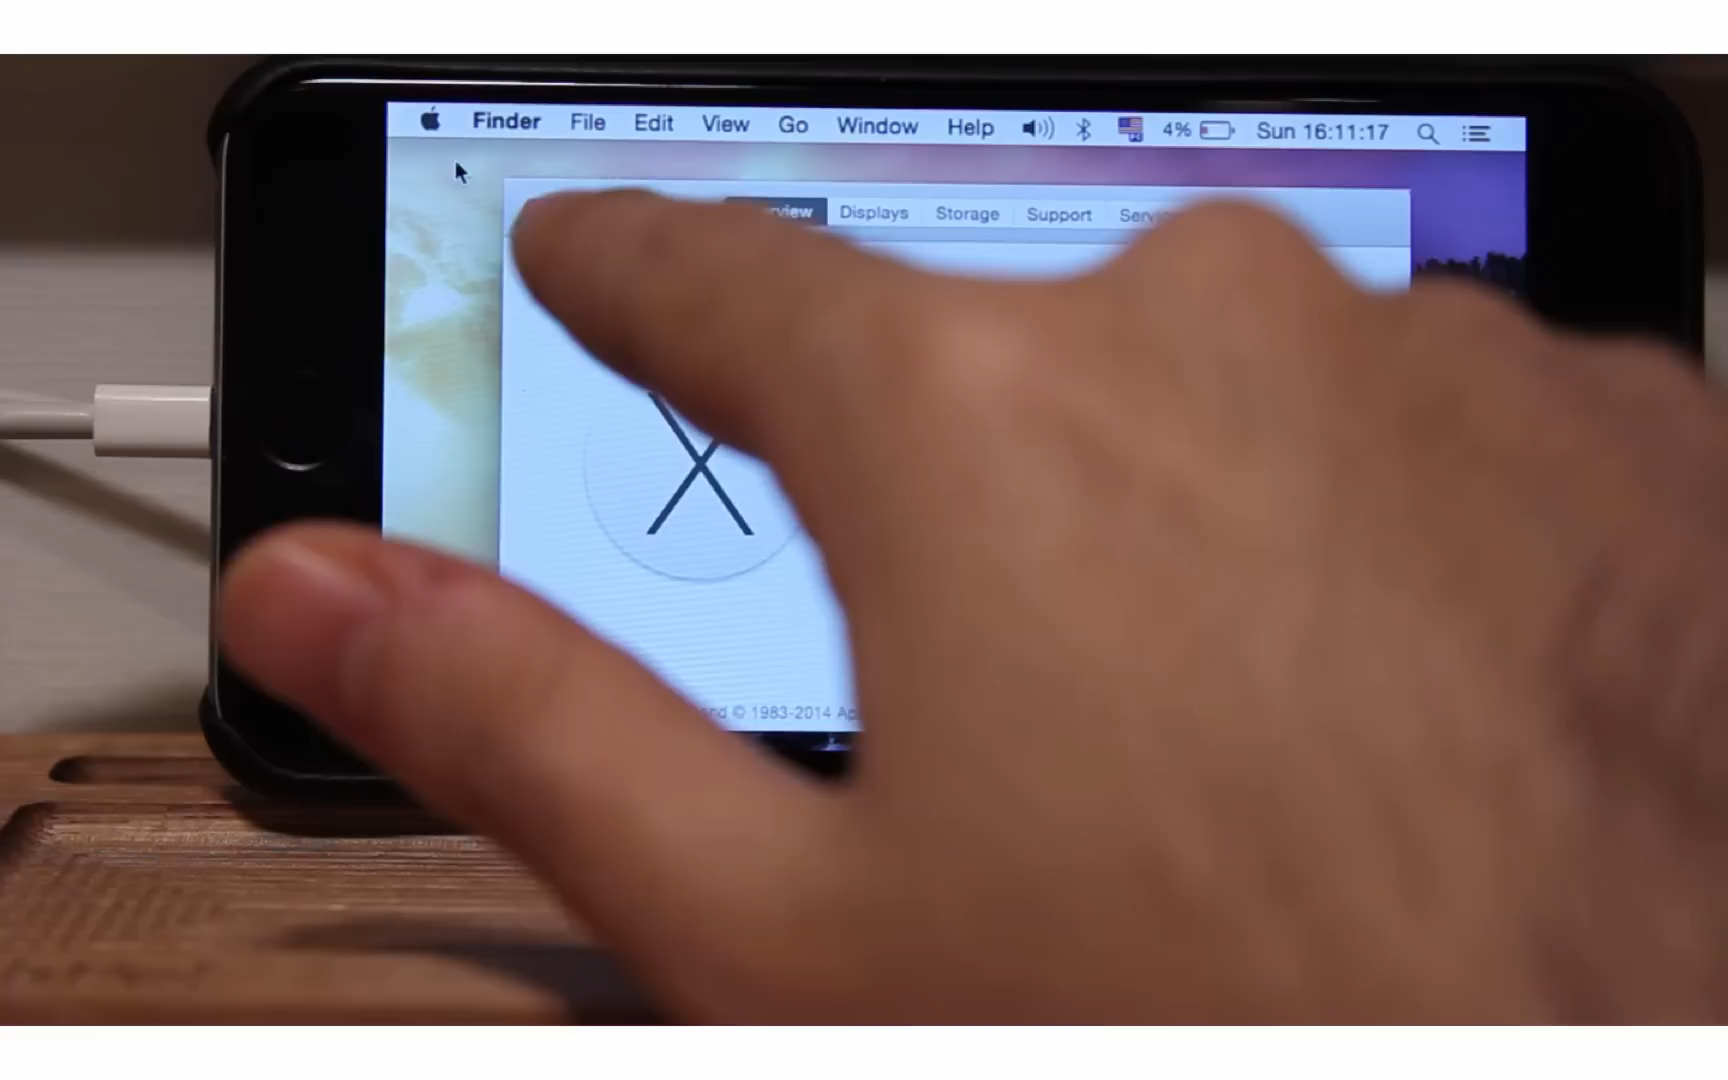 Finder File Edit View Go Window Help 4% Sun 16:11:17
Displays Storage Support
© 1983-2014